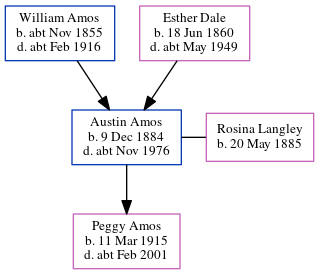 William Amos
b. abt Nov 1855
d. abt Feb 1916
Esther Dale
b. 18 Jun 1860
d. abt May 1949
Austin Amos
b. 9 Dec 1884
d. abt Nov 1976
Rosina Langley
b. 20 May 1885
Peggy Amos
b. 11 Mar 1915
d. abt Feb 2001